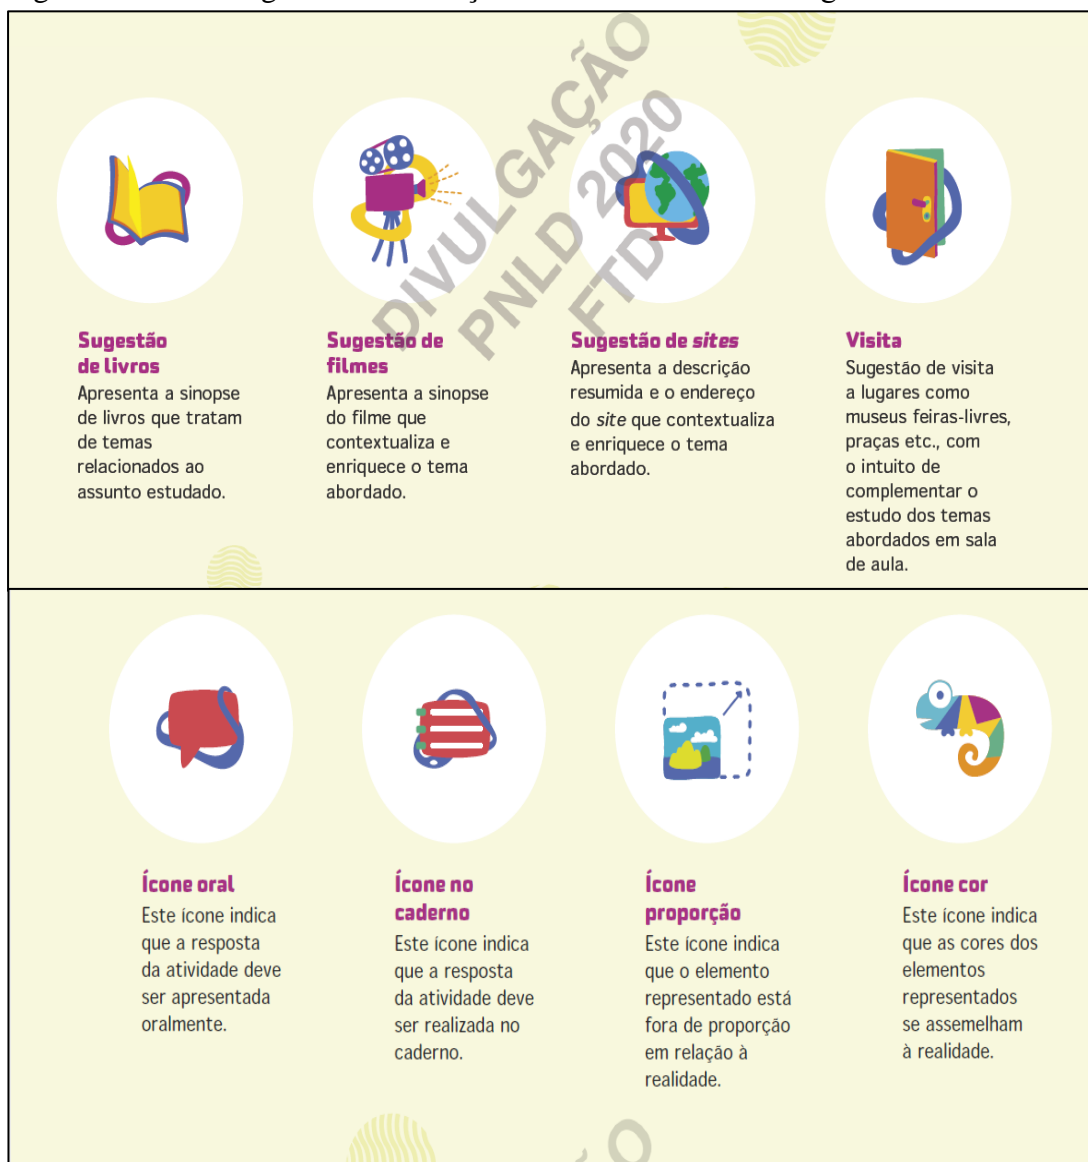 DIVULGAÇÃO
PNLD 2020
FTD
Sugestão
de livros
Apresenta a sinopse
de livros que tratam
de temas
relacionados ao
assunto estudado.
Sugestão de
filmes
Apresenta a sinopse
do filme que
contextualiza e
enriquece o tema
abordado.
Sugestão de sites
Apresenta a descrição
resumida e o endereço
do site que contextualiza
e enriquece o tema
abordado.
Visita
Sugestão de visita
a lugares como
museus feiras-livres,
praças etc., com
o intuito de
complementar o
estudo dos temas
abordados em sala
de aula.
Ícone oral
Este ícone indica
que a resposta
da atividade deve
ser apresentada
oralmente.
Ícone no
caderno
Este ícone indica
que a resposta
da atividade deve
ser realizada no
caderno.
Ícone
proporção
Este ícone indica
que o elemento
representado está
fora de proporção
em relação à
realidade.
Ícone cor
Este ícone indica
que as cores dos
elementos
representados
se assemelham
à realidade.